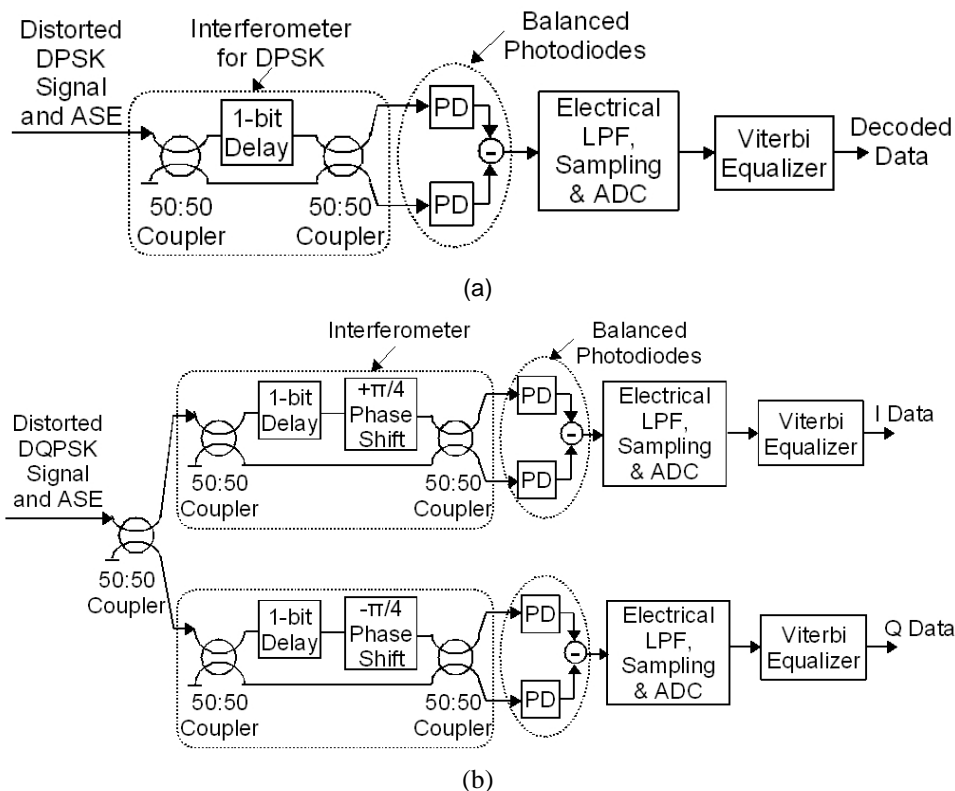 Distorted
DPSK
Signal
and ASE
Interferometer
for DPSK
1-bit
Delay
50:50
Coupler
50:50
Coupler
Balanced
Photodiodes
PD
PD
-
Electrical
LPF,
Sampling
& ADC
Viterbi
Equalizer
Decoded
Data
(a)
Distorted
DQPSK
Signal
and ASE
50:50
Coupler
Interferometer
1-bit
Delay
+π/4
Phase
Shift
50:50
Coupler
50:50
Coupler
Balanced
Photodiodes
PD
PD
-
Electrical
LPF,
Sampling
& ADC
Viterbi
Equalizer
I Data
1-bit
Delay
-π/4
Phase
Shift
50:50
Coupler
50:50
Coupler
PD
PD
-
Electrical
LPF,
Sampling
& ADC
Viterbi
Equalizer
Q Data
(b)